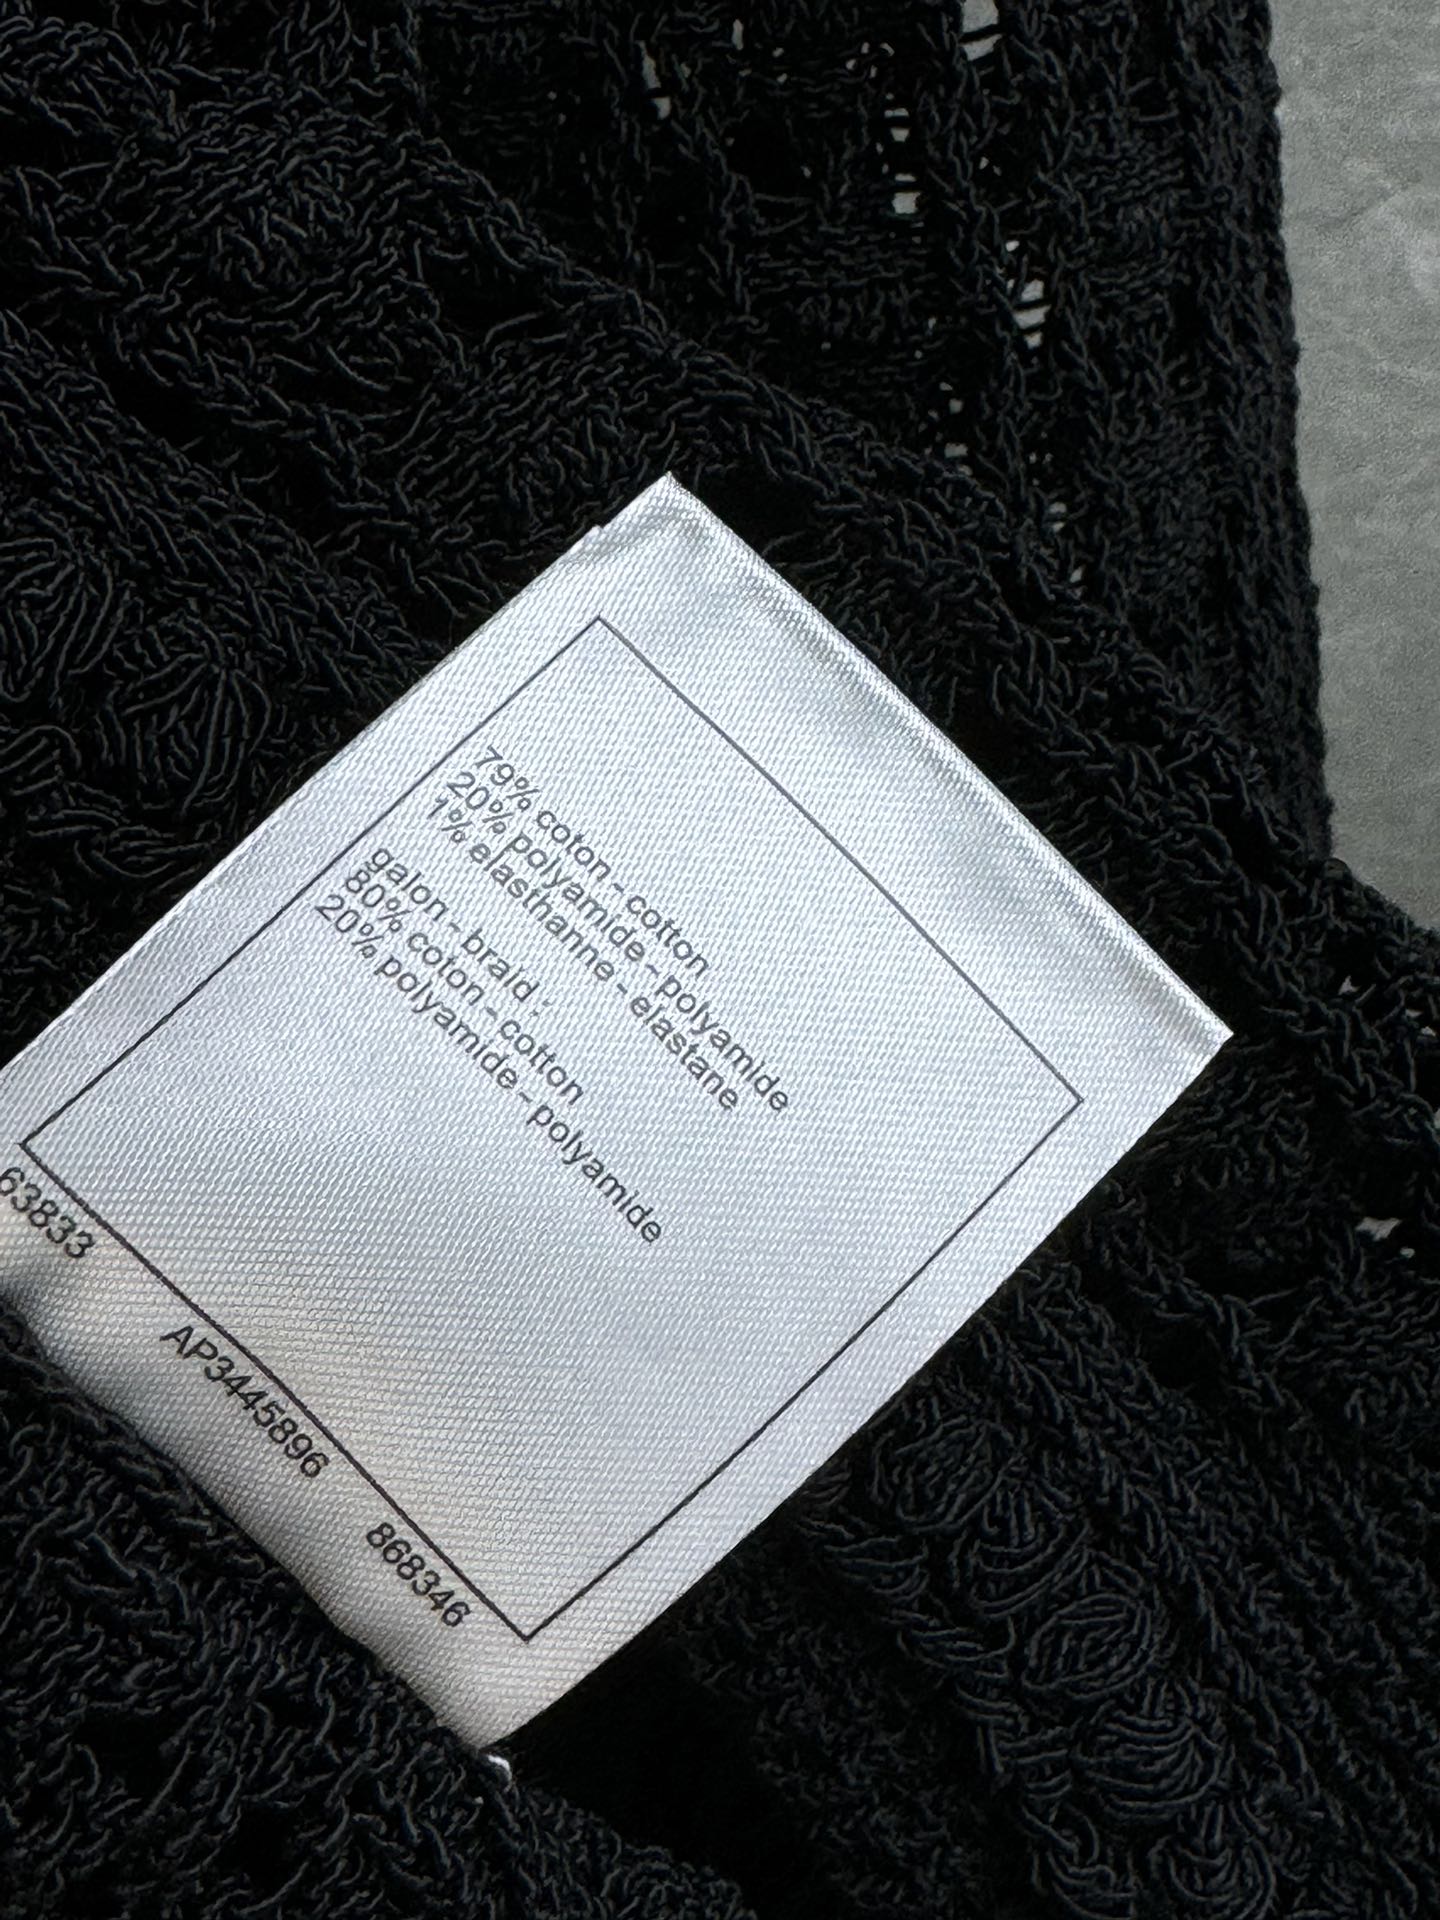 79% coton - cotton
20% polyamide - polyamide
1% elasthanne - elastane
galon - braid :
80% coton - cotton
20% polyamide - polyamide
63833 AP3445896 868346